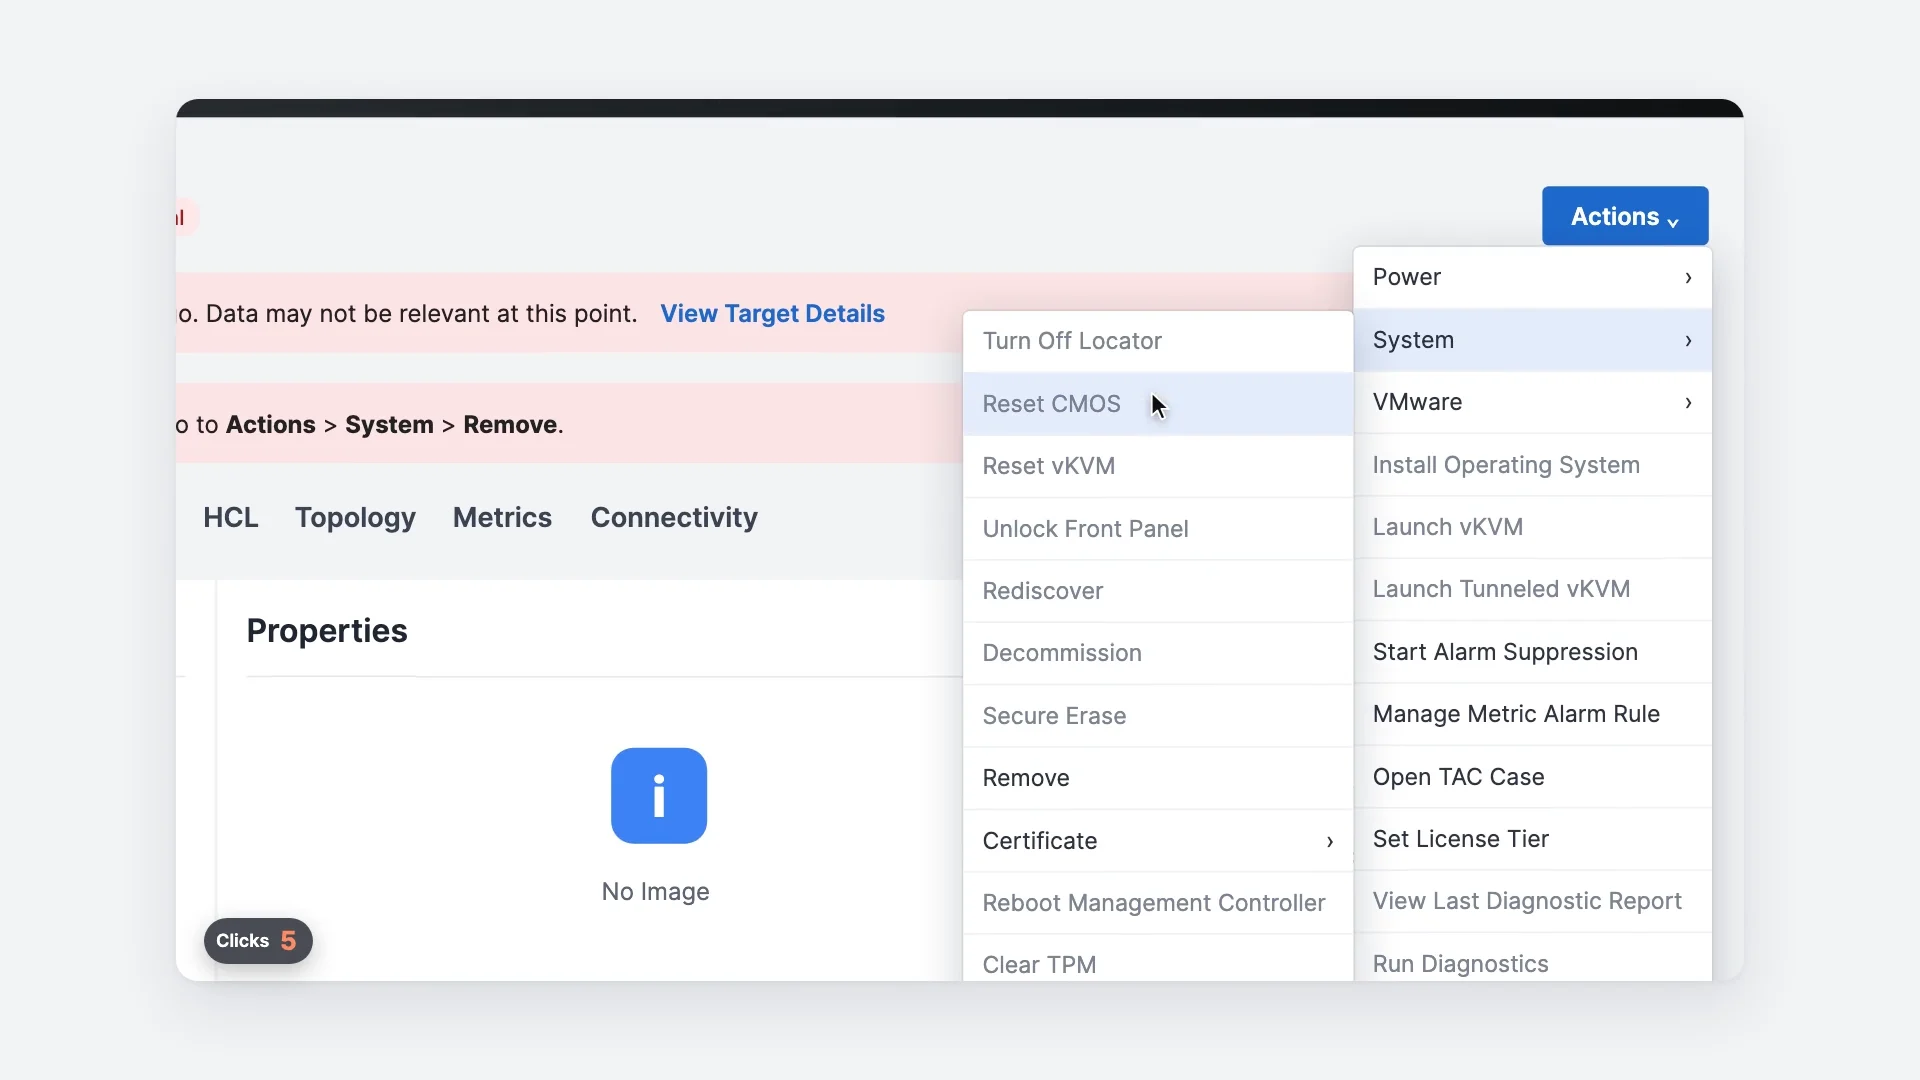 Actions
o. Data may not be relevant at this point. View Target Details
o to Actions > System > Remove.
HCL Topology Metrics Connectivity
Properties
No Image
Clicks 5
Power
System
VMware
Install Operating System
Launch vKVM
Launch Tunneled vKVM
Start Alarm Suppression
Manage Metric Alarm Rule
Open TAC Case
Set License Tier
View Last Diagnostic Report
Run Diagnostics
Turn Off Locator
Reset CMOS
Reset vKVM
Unlock Front Panel
Rediscover
Decommission
Secure Erase
Remove
Certificate
Reboot Management Controller
Clear TPM